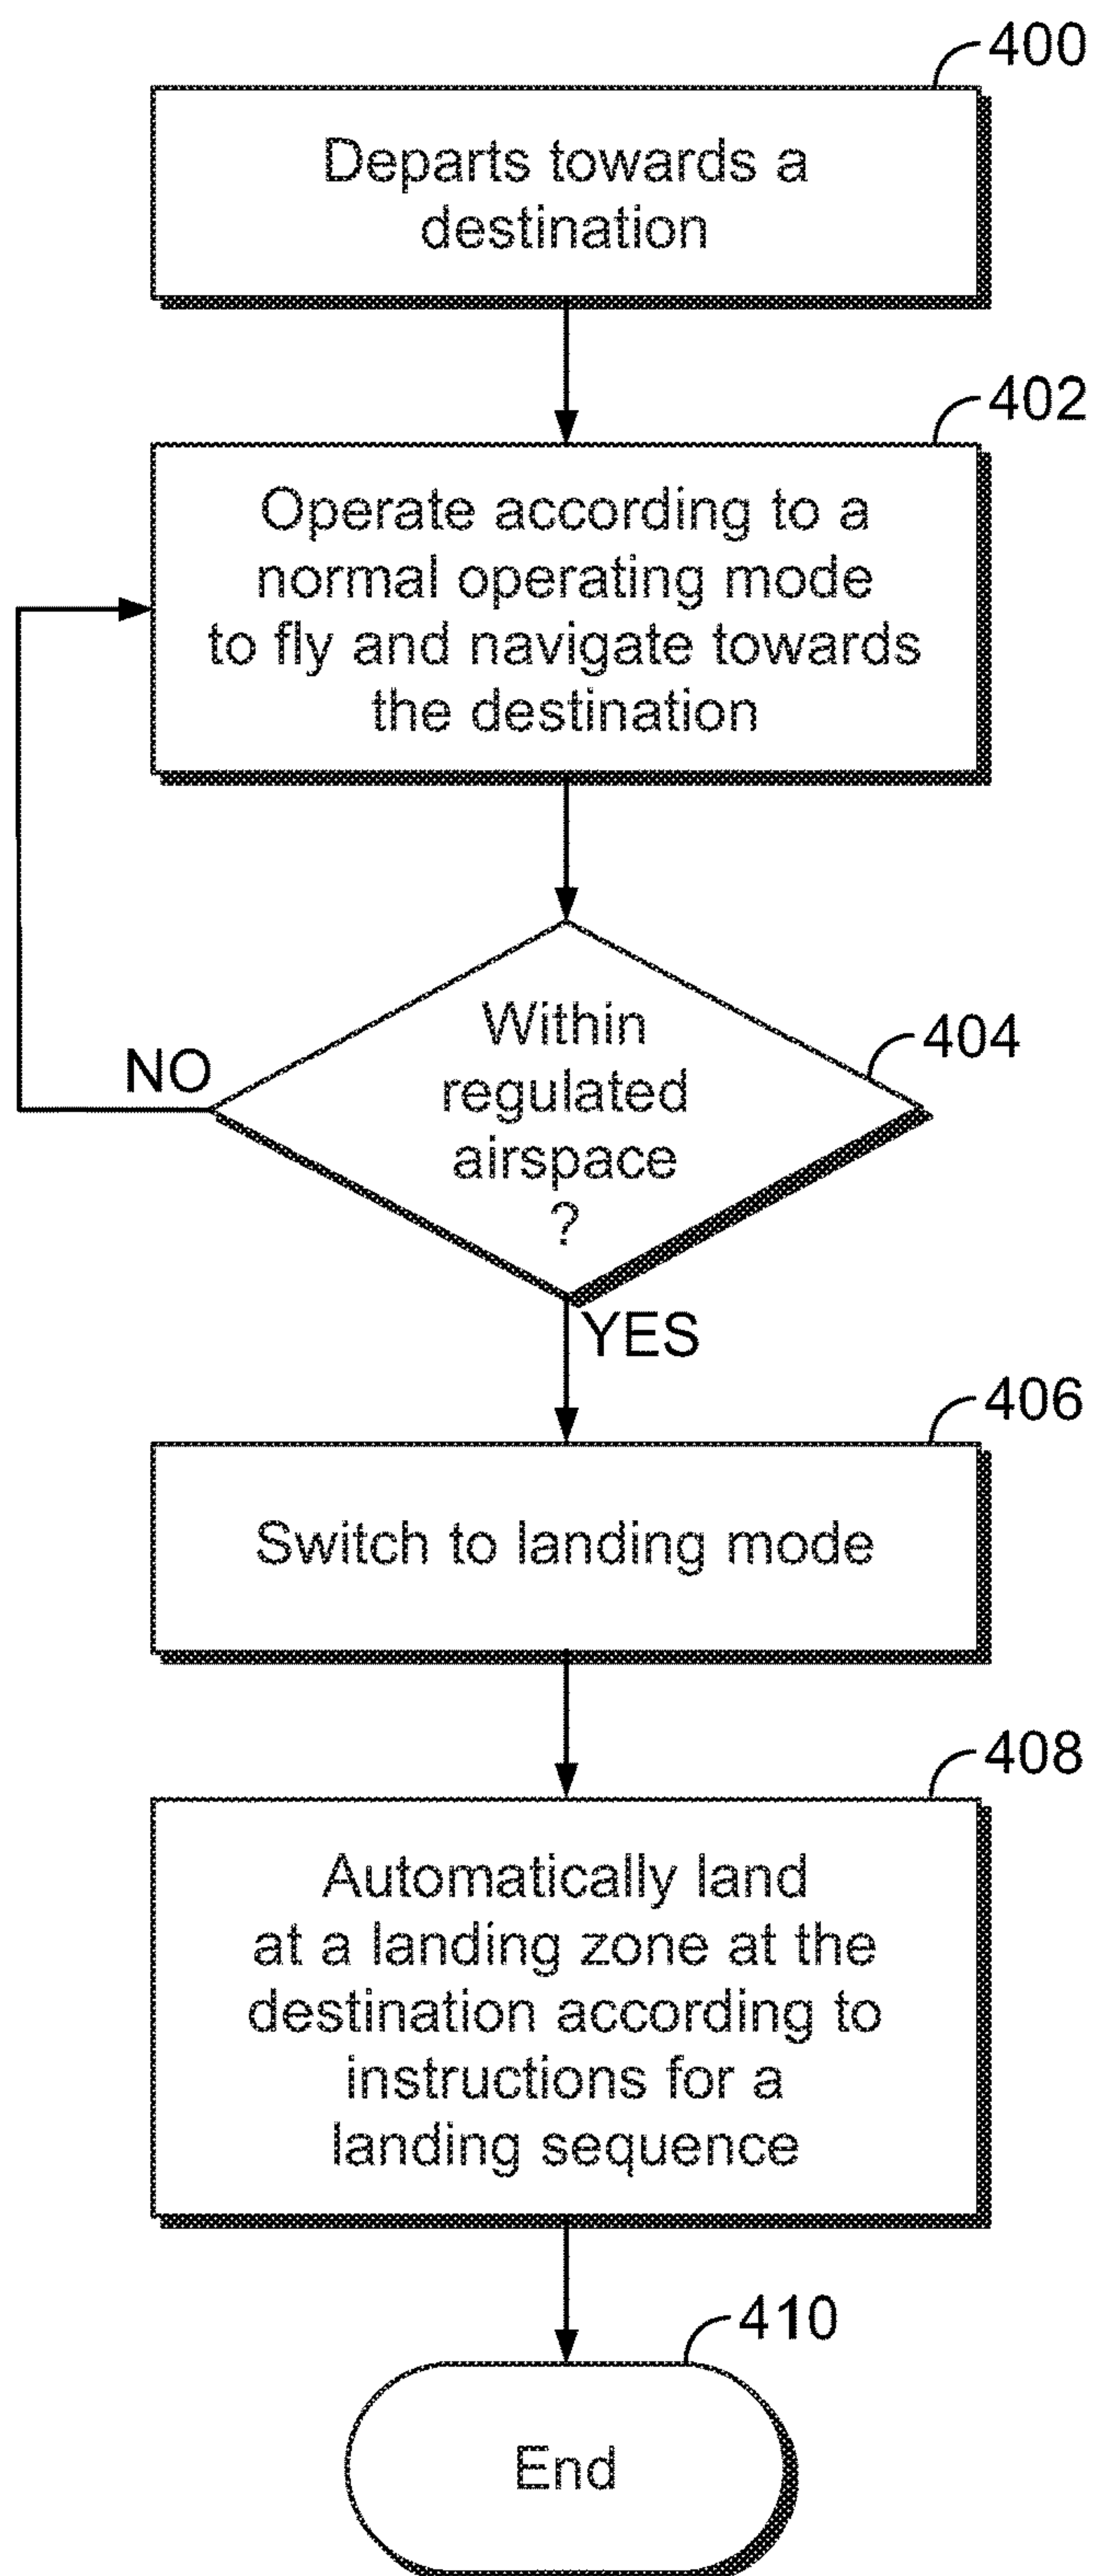 400
Departs towards a
destination
402
Operate according to a
normal operating mode
to fly and navigate towards
the destination
404
Within
regulated
airspace
?
NO
YES
406
Switch to landing mode
408
Automatically land
at a landing zone at the
destination according to
instructions for a
landing sequence
410
End